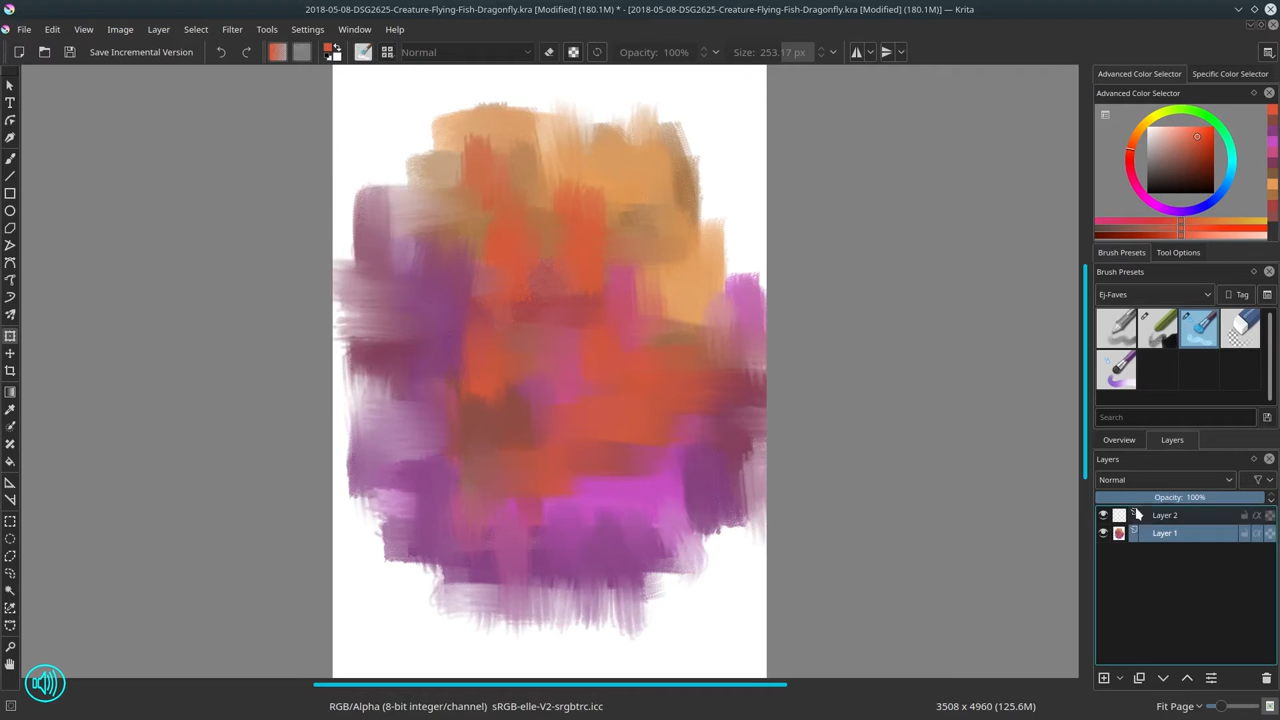 2018-05-08-DSG2625-Creature-Flying-Fish-Dragonfly.kra [Modified] (180.1M) * - [2018-05-08-DSG2625-Creature-Flying-Fish-Dragonfly.kra [Modified] (180.1M)] - Krita
File Edit View Image Layer Select Filter Tools Settings Window Help
Save Incremental Version Normal Opacity: 100% Size: 253.17 px
Advanced Color Selector Specific Color Selector
Advanced Color Selector
Brush Presets Tool Options
Brush Presets
Ej-Faves Tag
Search
Overview Layers
Layers
Normal
Opacity: 100%
Layer 2
Layer 1
RGB/Alpha (8-bit integer/channel) sRGB-elle-V2-srgbtrc.icc 3508 x 4960 (125.6M) Fit Page